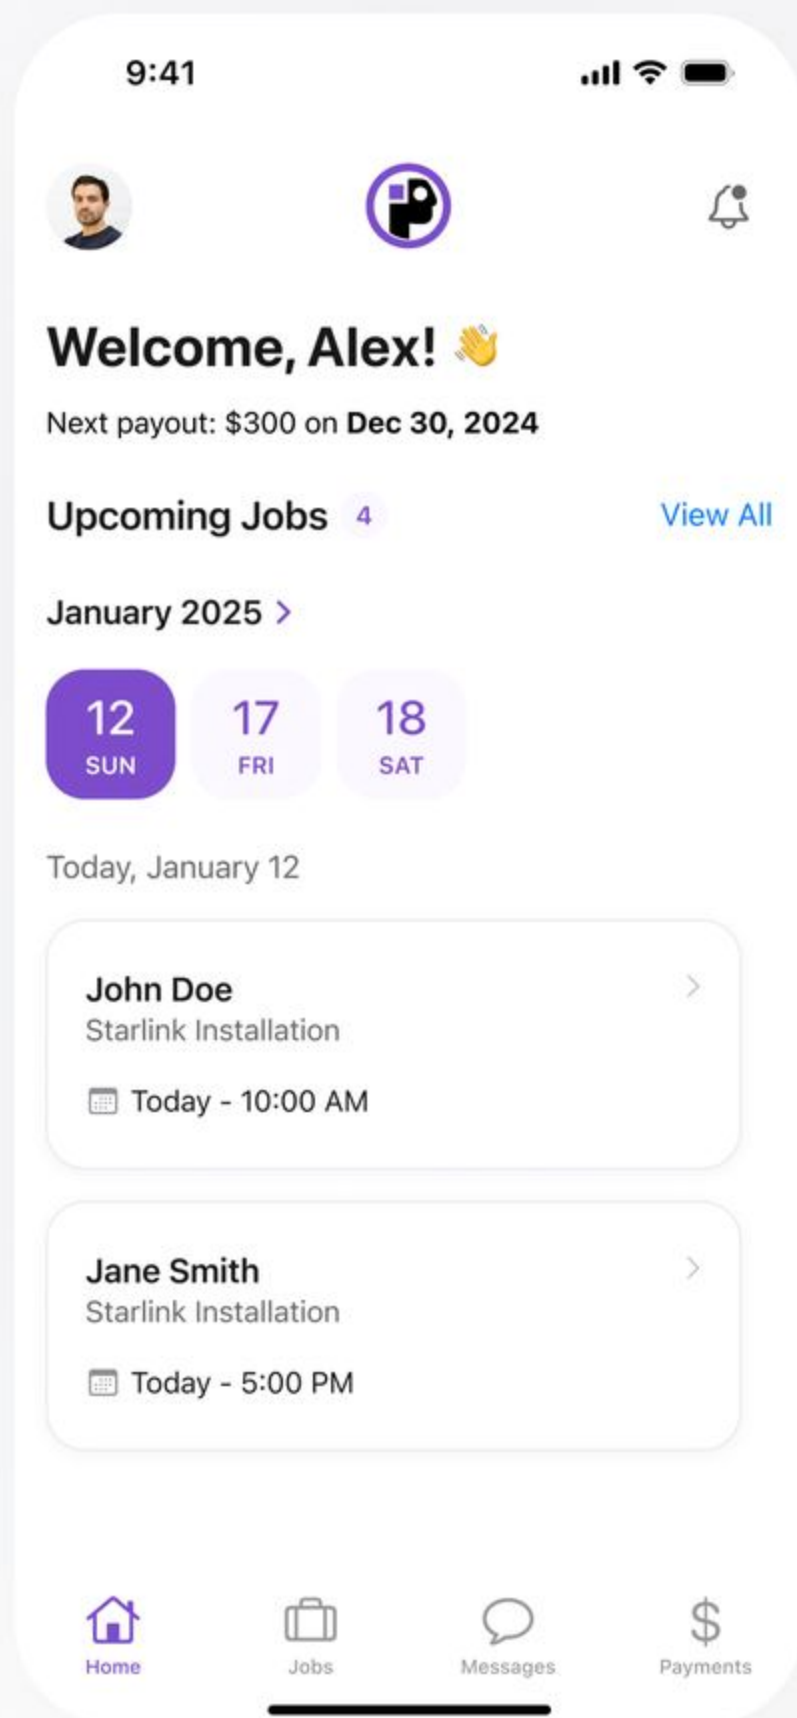 9:41
Welcome, Alex! 👋
Next payout: $300 on Dec 30, 2024
Upcoming Jobs 4 View All
January 2025 >
12 17 18
SUN FRI SAT
Today, January 12
John Doe
Starlink Installation
Today - 10:00 AM
Jane Smith
Starlink Installation
Today - 5:00 PM
Home Jobs Messages Payments